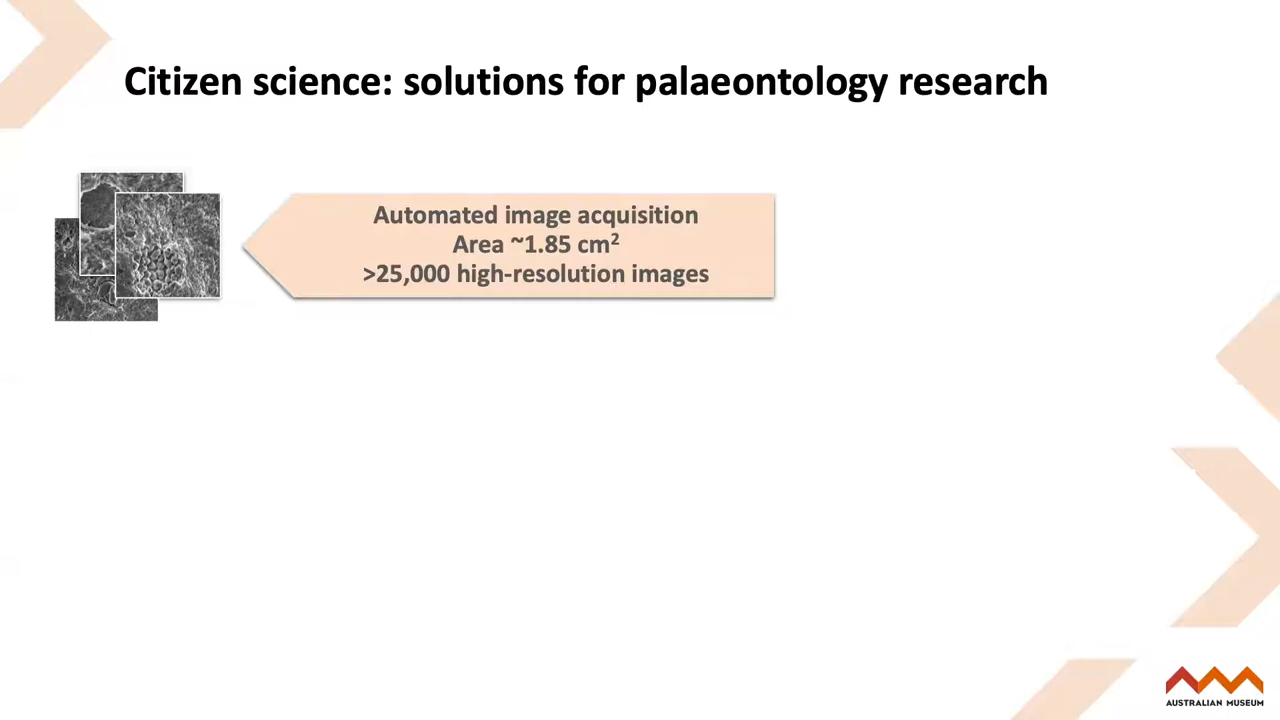 Citizen science: solutions for palaeontology research
Automated image acquisition
Area ~1.85 cm²
>25,000 high-resolution images
AUSTRALIAN MUSEUM